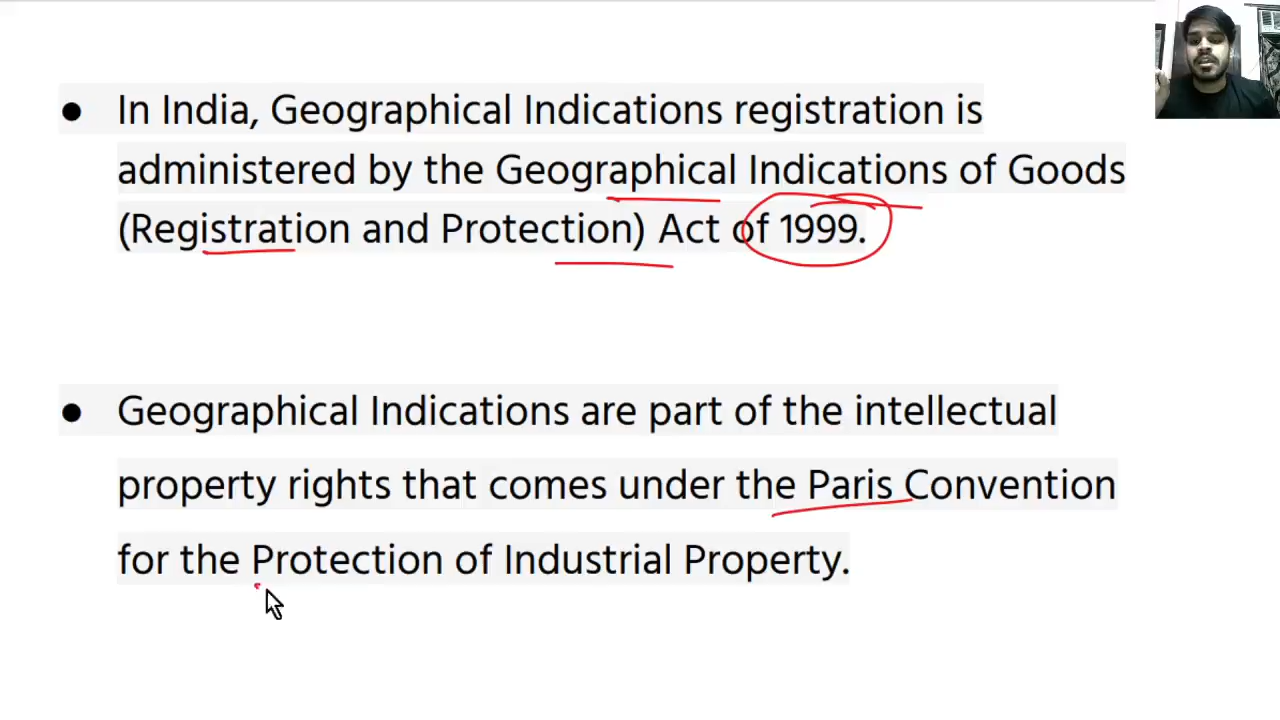 ● In India, Geographical Indications registration is
administered by the Geographical Indications of Goods
(Registration and Protection) Act of 1999.
● Geographical Indications are part of the intellectual
property rights that comes under the Paris Convention
for the Protection of Industrial Property.